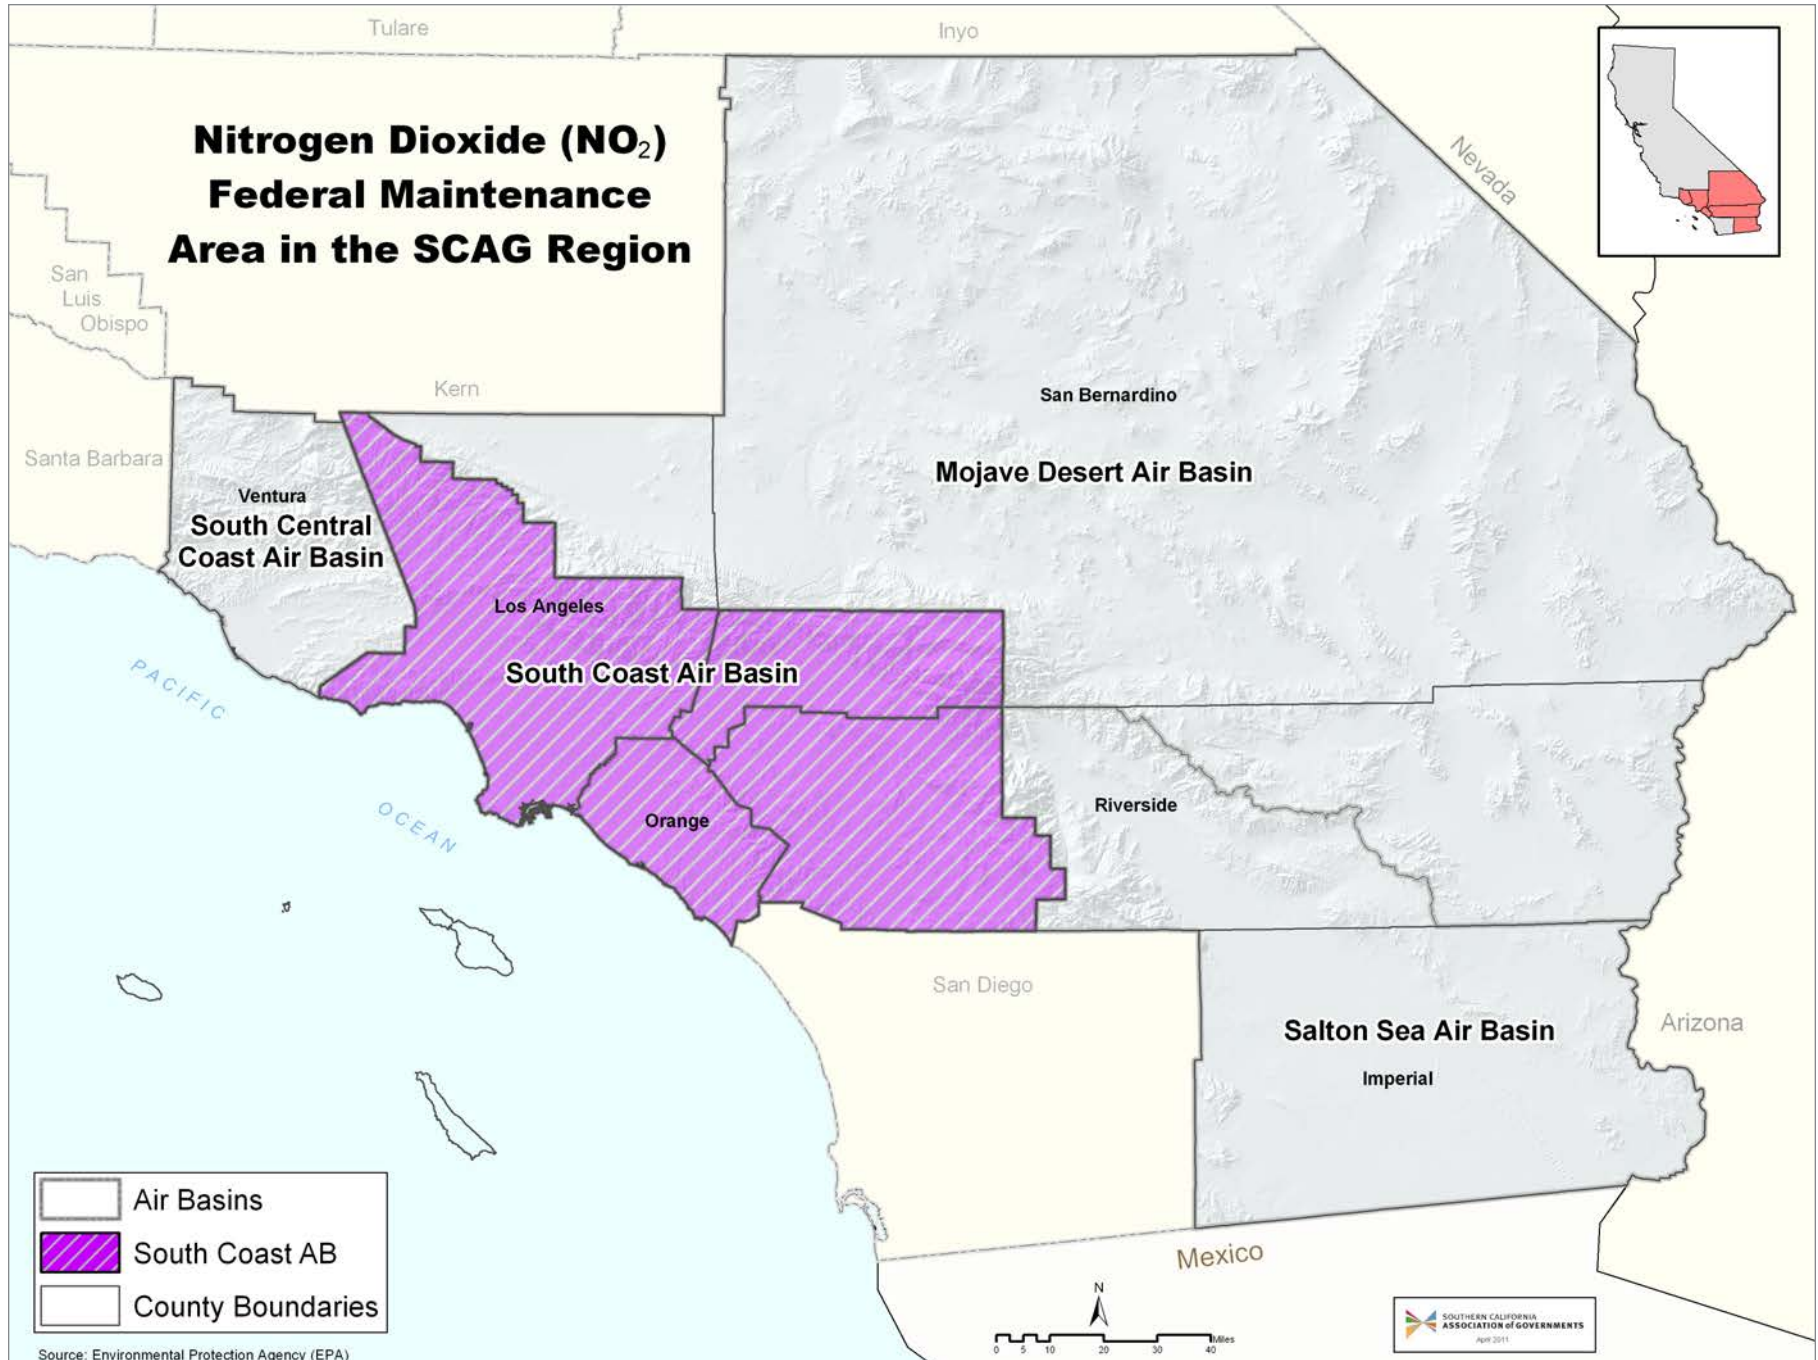 Tulare
Inyo
Nitrogen Dioxide (NO₂)
Federal Maintenance
Area in the SCAG Region
Nevada
San
Luis
Obispo
Kern
San Bernardino
Santa Barbara
Mojave Desert Air Basin
Ventura
South Central
Coast Air Basin
Los Angeles
South Coast Air Basin
PACIFIC
OCEAN
Orange
Riverside
San Diego
Salton Sea Air Basin
Arizona
Imperial
Air Basins
South Coast AB
County Boundaries
Mexico
N
Miles
0 5 10 20 30 40
SOUTHERN CALIFORNIA
ASSOCIATION of GOVERNMENTS
April 2011
Source: Environmental Protection Agency (EPA)